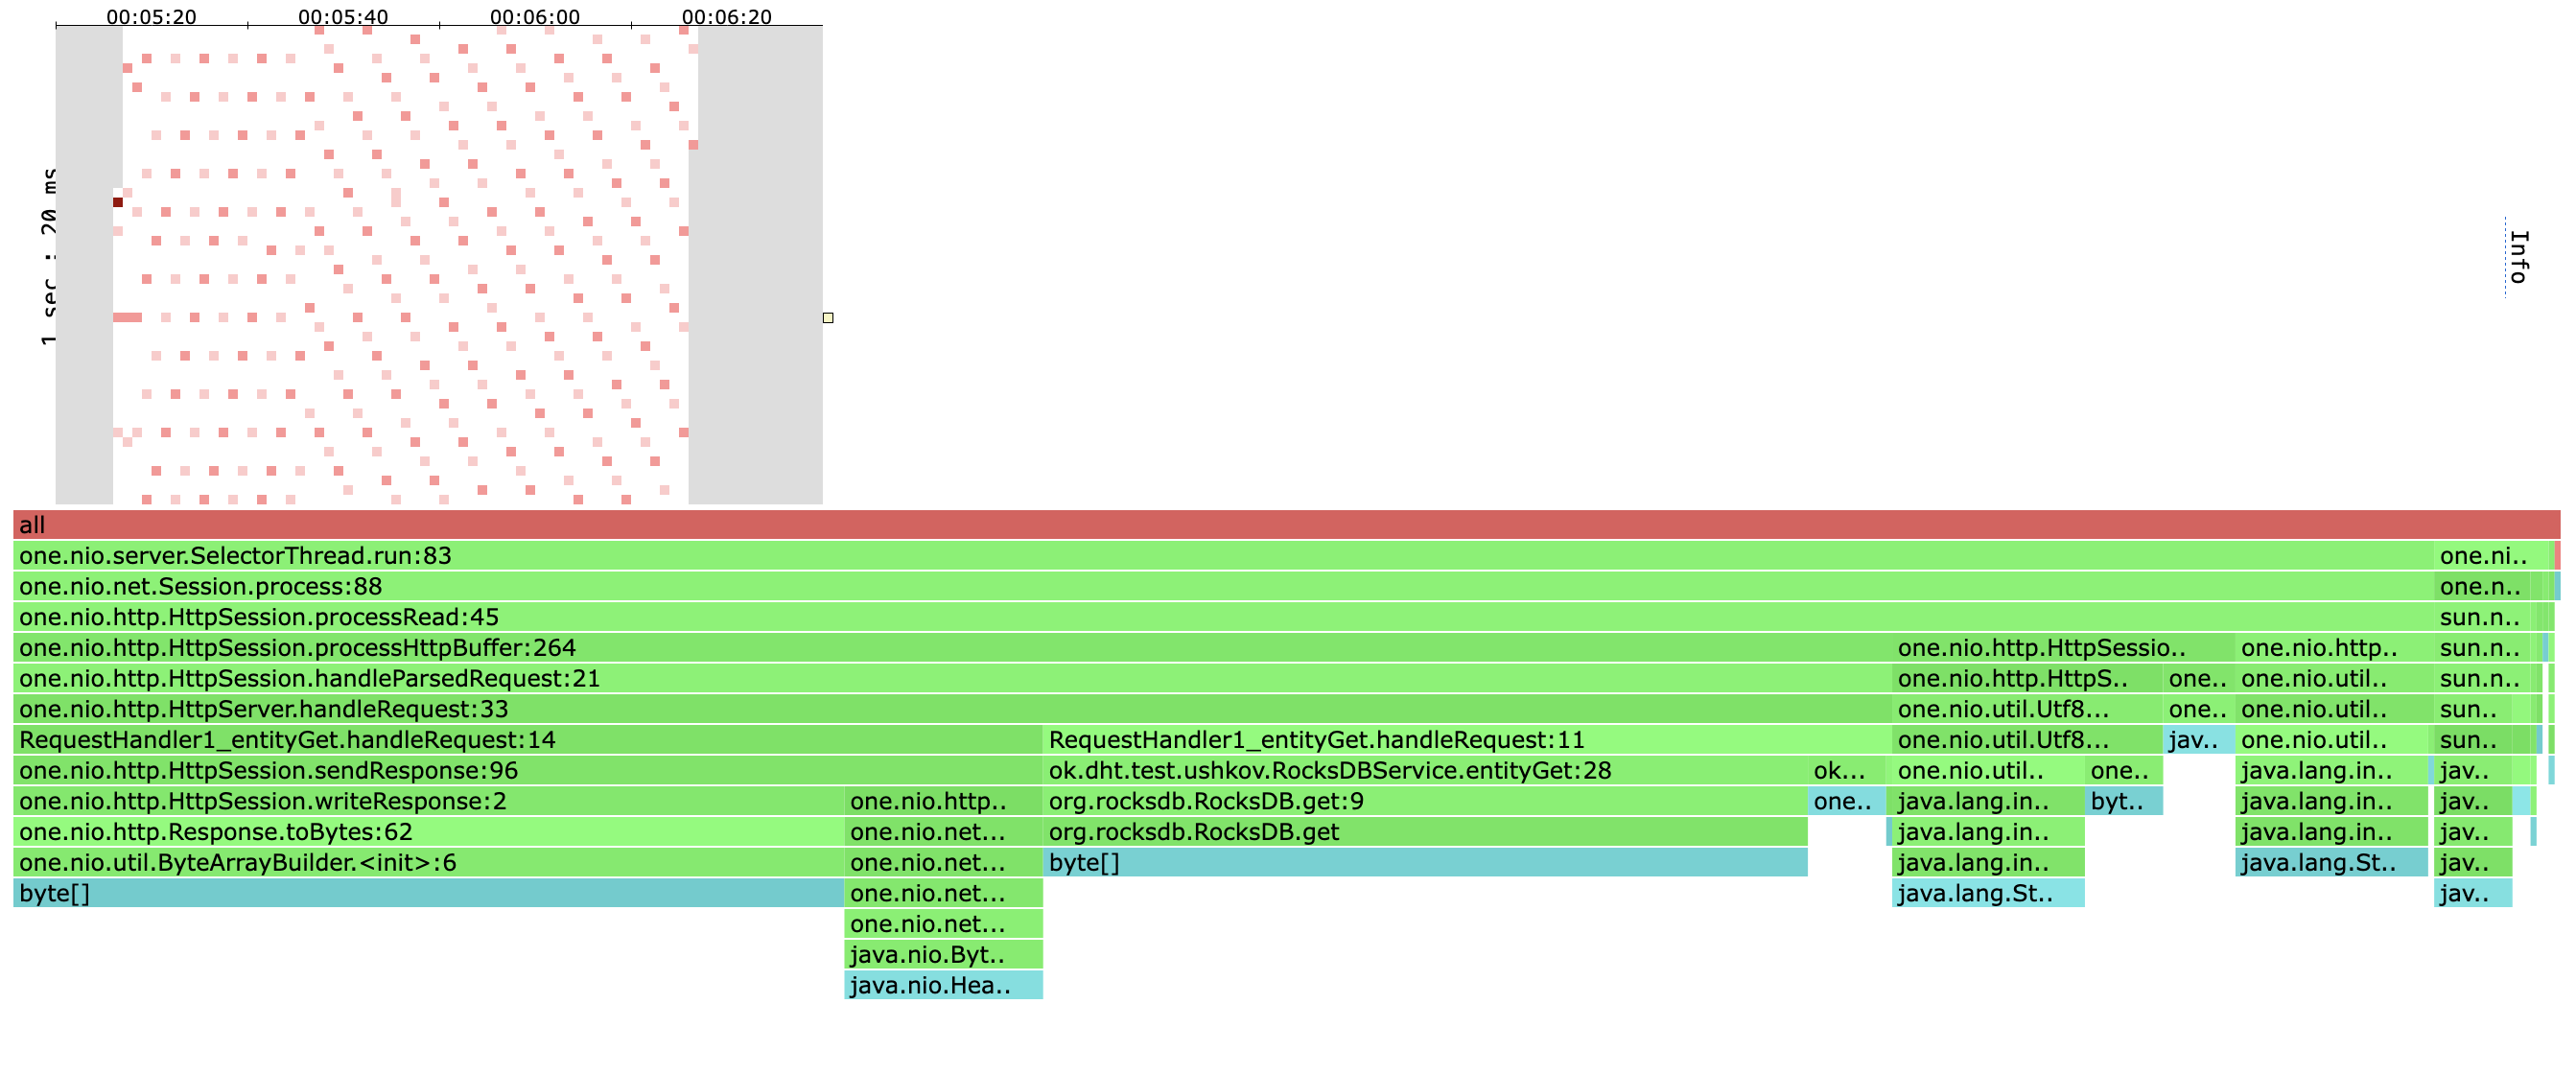 00:05:20 00:05:40 00:06:00 00:06:20
1 sec : 20 ms
Info
all
one.nio.server.SelectorThread.run:83 one.ni..
one.nio.net.Session.process:88 one.n..
one.nio.http.HttpSession.processRead:45 sun.n..
one.nio.http.HttpSession.processHttpBuffer:264 one.nio.http.HttpSessio.. one.nio.http.. sun.n..
one.nio.http.HttpSession.handleParsedRequest:21 one.nio.http.HttpS.. one.. one.nio.util.. sun.n..
one.nio.http.HttpServer.handleRequest:33 one.nio.util.Utf8... one.. one.nio.util.. sun..
RequestHandler1_entityGet.handleRequest:14 RequestHandler1_entityGet.handleRequest:11 one.nio.util.Utf8... jav.. one.nio.util.. sun..
one.nio.http.HttpSession.sendResponse:96 ok.dht.test.ushkov.RocksDBService.entityGet:28 ok... one.nio.util.. one.. java.lang.in.. jav..
one.nio.http.HttpSession.writeResponse:2 one.nio.http.. org.rocksdb.RocksDB.get:9 one.. java.lang.in.. byt.. java.lang.in.. jav..
one.nio.http.Response.toBytes:62 one.nio.net... org.rocksdb.RocksDB.get java.lang.in.. java.lang.in.. jav..
one.nio.util.ByteArrayBuilder.<init>:6 one.nio.net... byte[] java.lang.in.. java.lang.St.. jav..
byte[] one.nio.net... java.lang.St.. jav..
one.nio.net...
java.nio.Byt..
java.nio.Hea..